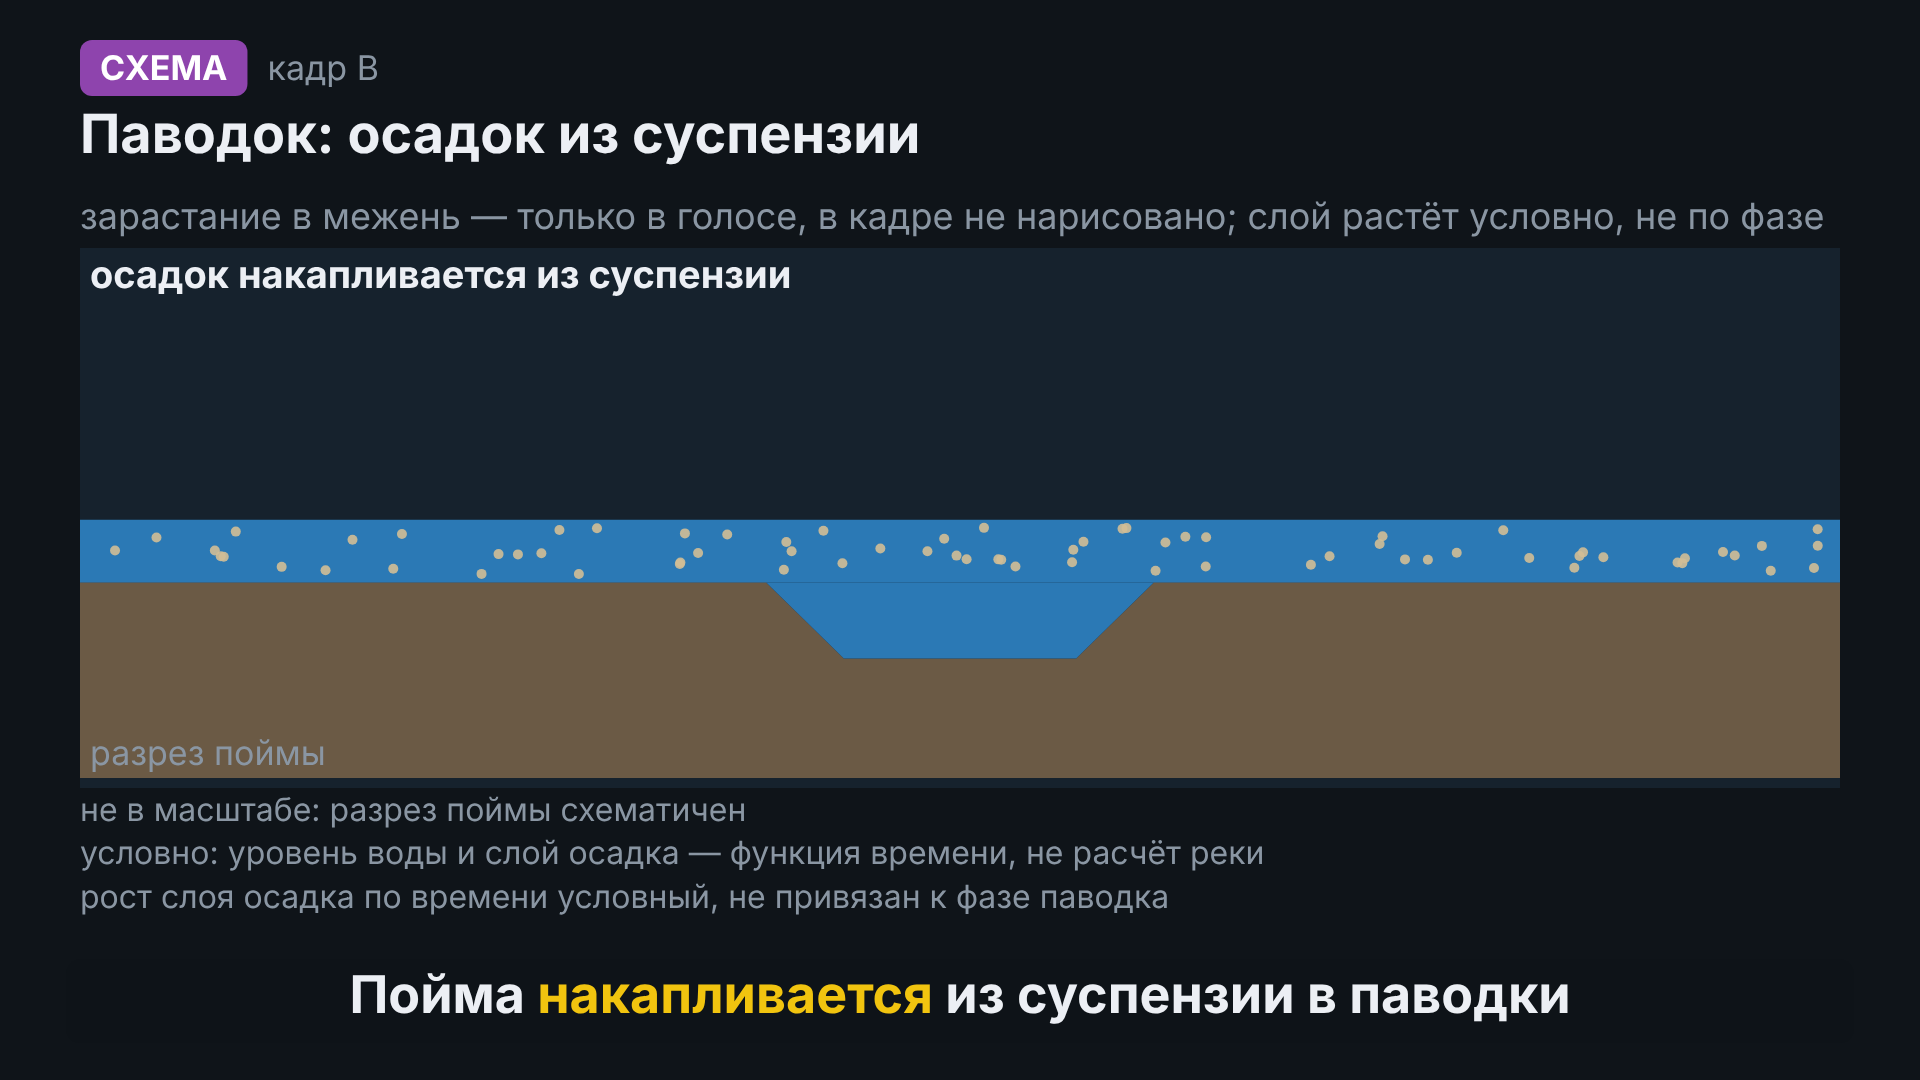 СХЕМА кадр B
Паводок: осадок из суспензии
зарастание в межень — только в голосе, в кадре не нарисовано; слой растёт условно, не по фазе
осадок накапливается из суспензии
разрез поймы
не в масштабе: разрез поймы схематичен
условно: уровень воды и слой осадка — функция времени, не расчёт реки
рост слоя осадка по времени условный, не привязан к фазе паводка
Пойма накапливается из суспензии в паводки